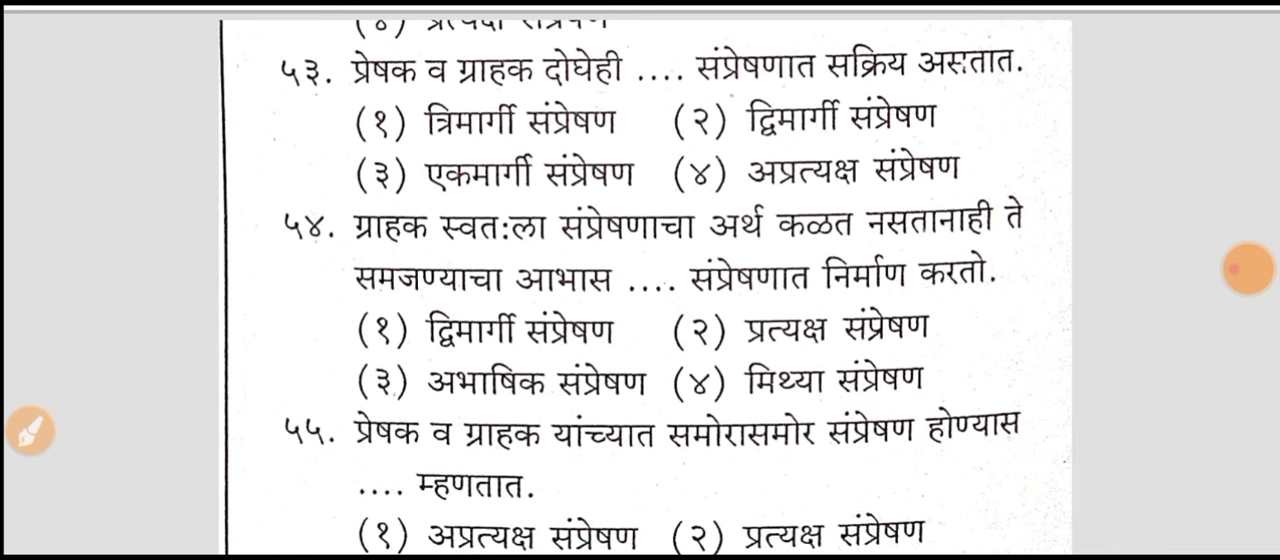 ५३. प्रेषक व ग्राहक दोघेही .... संप्रेषणात सक्रिय असतात.
(१) त्रिमार्गी संप्रेषण (२) द्विमार्गी संप्रेषण
(३) एकमार्गी संप्रेषण (४) अप्रत्यक्ष संप्रेषण
५४. ग्राहक स्वत:ला संप्रेषणाचा अर्थ कळत नसतानाही ते
समजण्याचा आभास .... संप्रेषणात निर्माण करतो.
(१) द्विमार्गी संप्रेषण (२) प्रत्यक्ष संप्रेषण
(३) अभाषिक संप्रेषण (४) मिथ्या संप्रेषण
५५. प्रेषक व ग्राहक यांच्यात समोरासमोर संप्रेषण होण्यास
.... म्हणतात.
(१) अप्रत्यक्ष संप्रेषण (२) प्रत्यक्ष संप्रेषण